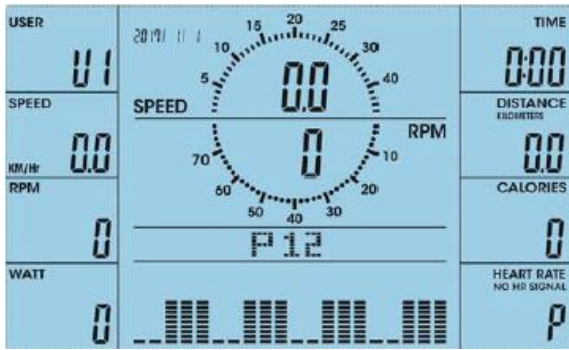 USER
U 1
SPEED
KM/Hr 0.0
RPM
0
WATT
0
2019/ 11/ 1
5 10 15 20 25 30 40
SPEED 0.0
0 RPM
70 60 50 40 30 20 10
P12
TIME
0:00
DISTANCE
KILOMETERS
0.0
CALORIES
0
HEART RATE
NO HR SIGNAL
P